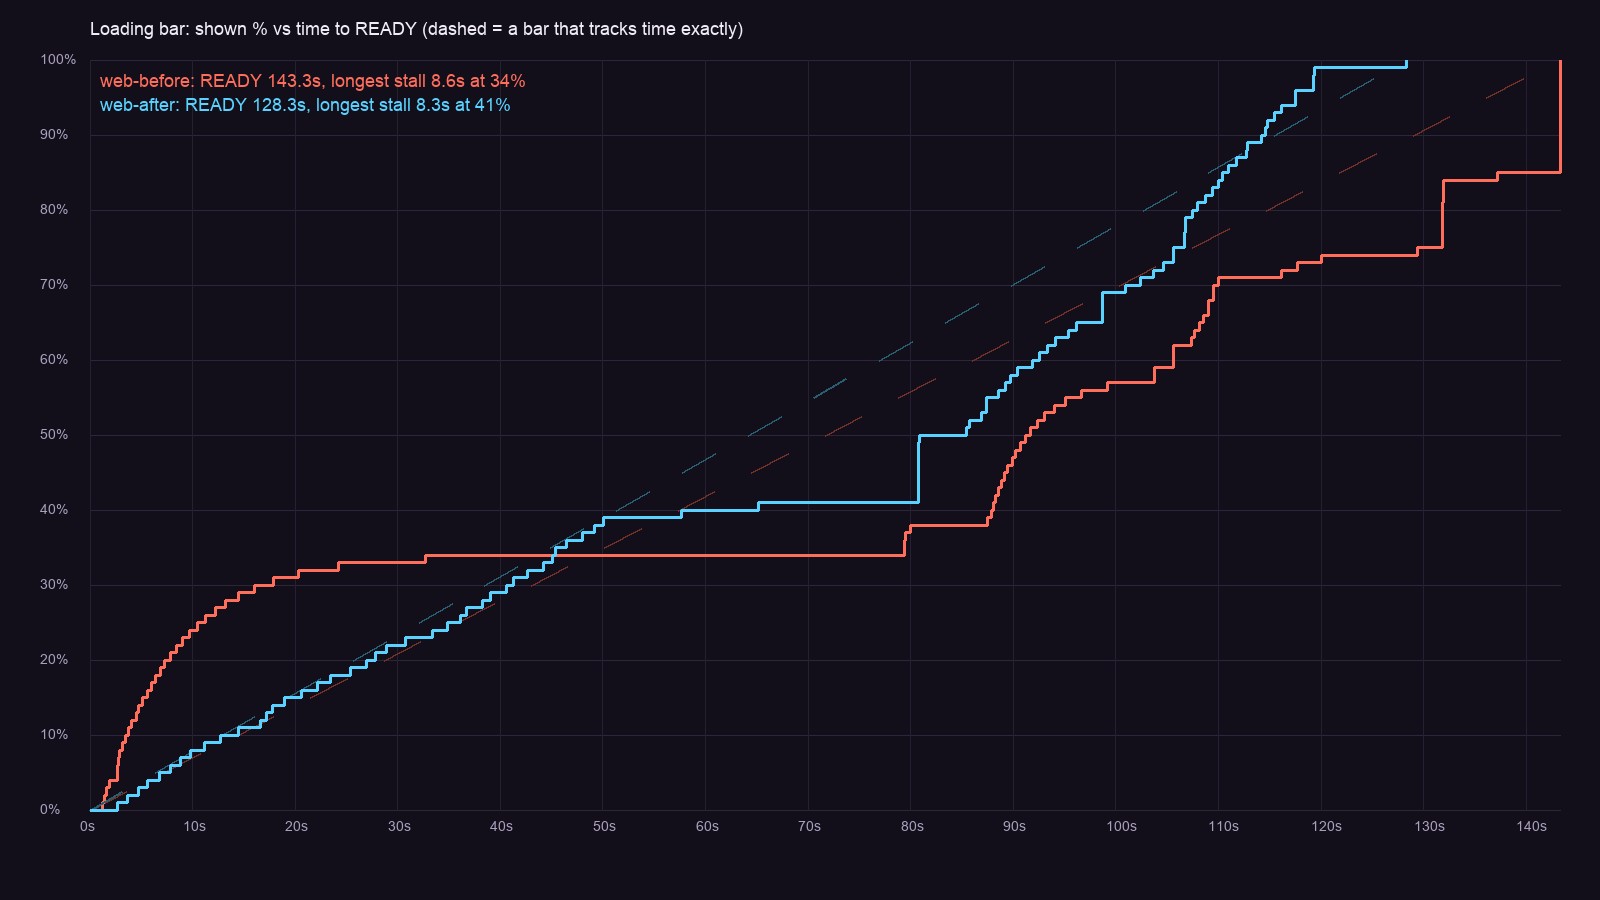 Loading bar: shown % vs time to READY (dashed = a bar that tracks time exactly)
100%
web-before: READY 143.3s, longest stall 8.6s at 34%
web-after: READY 128.3s, longest stall 8.3s at 41%
90%
80%
70%
60%
50%
40%
30%
20%
10%
0%
0s 10s 20s 30s 40s 50s 60s 70s 80s 90s 100s 110s 120s 130s 140s